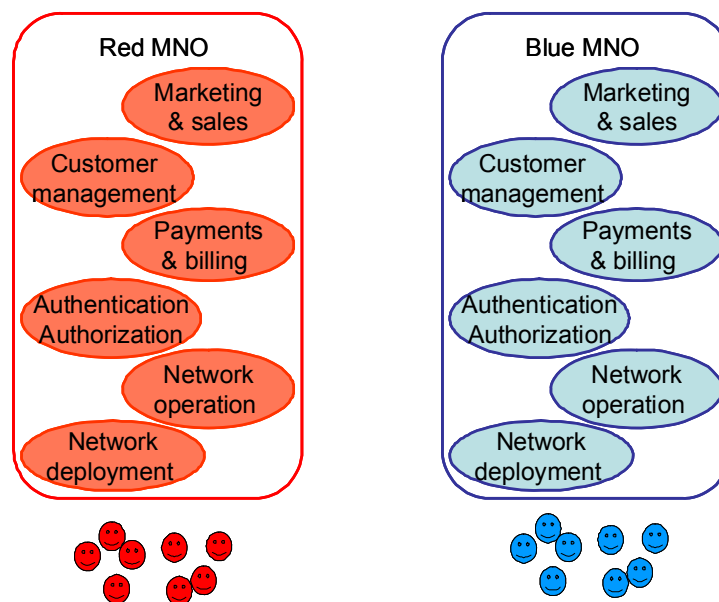 Red MNO
Marketing
& sales
Customer
management
Payments
& billing
Authentication
Authorization
Network
operation
Network
deployment
Blue MNO
Marketing
& sales
Customer
management
Payments
& billing
Authentication
Authorization
Network
operation
Network
deployment